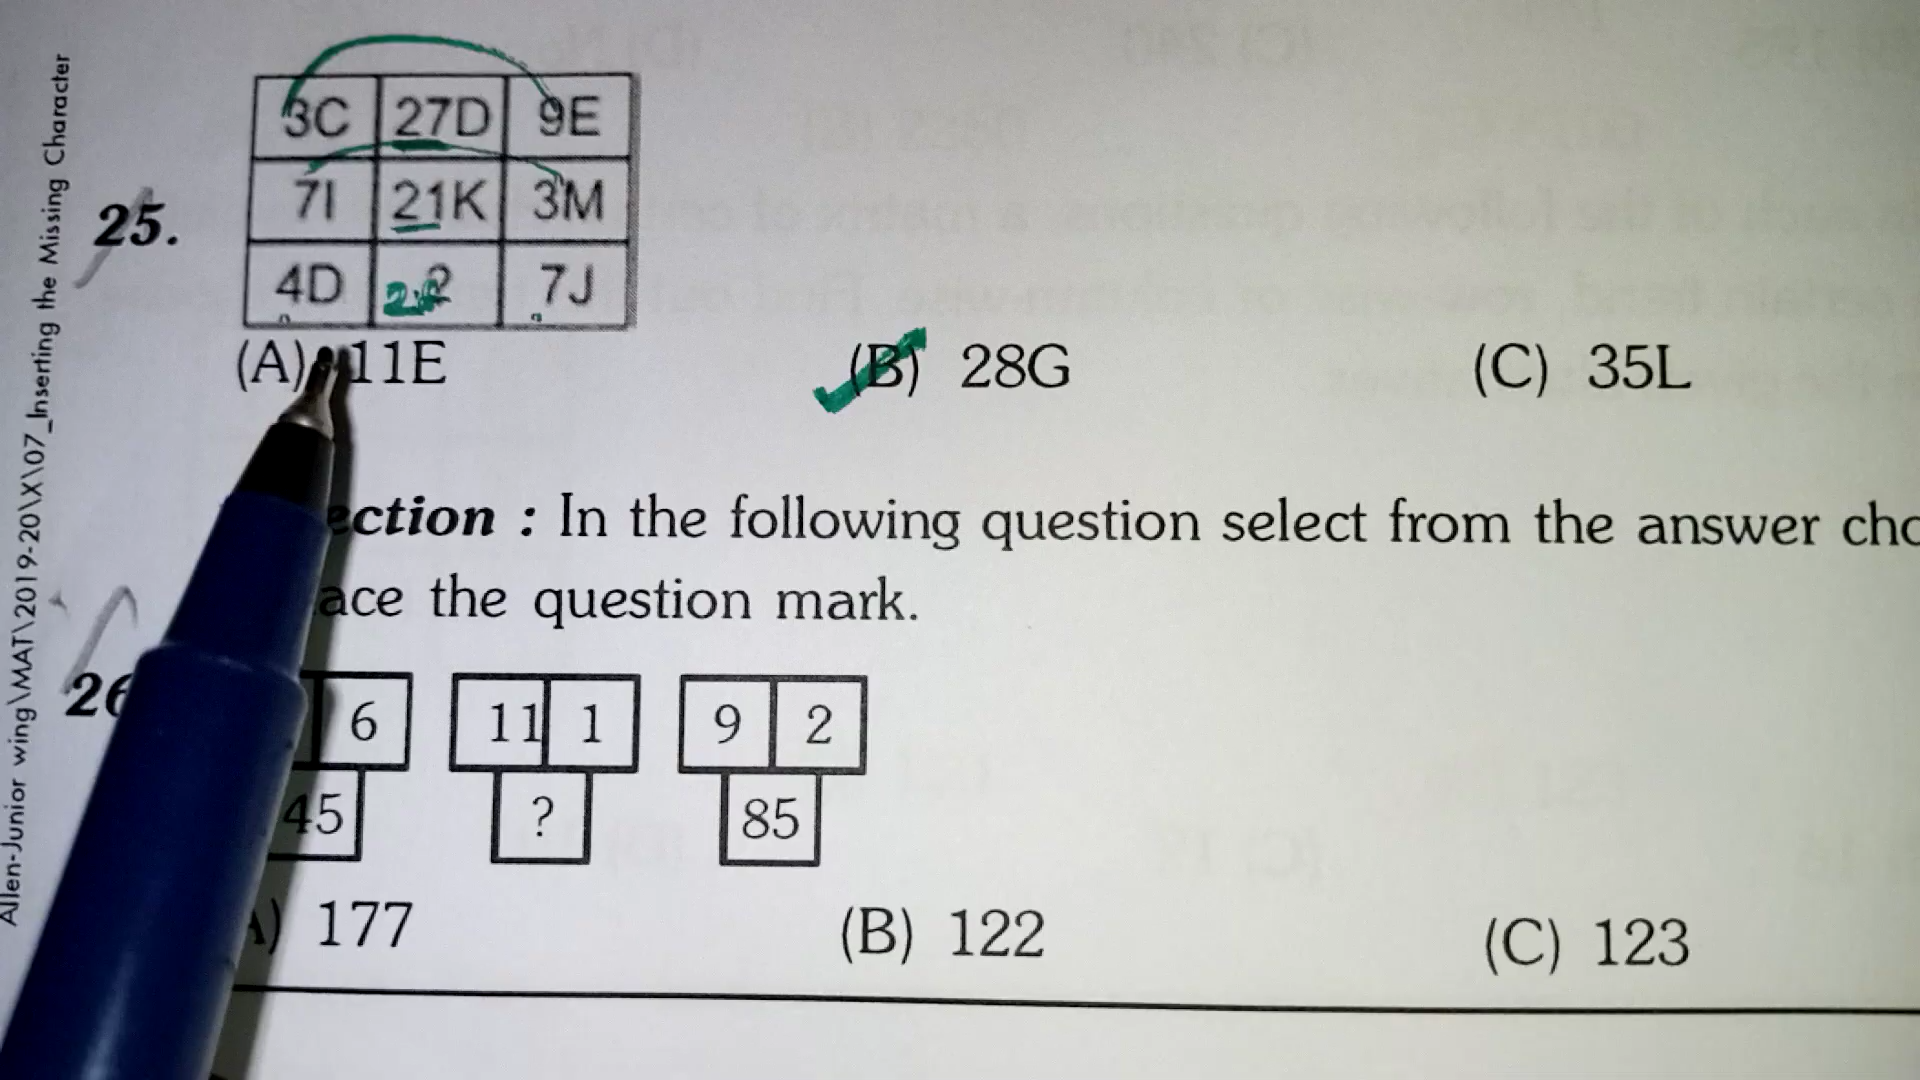 Allen-Junior wing\MAT\2019-20\X\07_Inserting the Missing Character
25.
3C 27D 9E
7I 21K 3M
4D ? 7J
(A) 11E (B) 28G (C) 35L
ection : In the following question select from the answer cho
ace the question mark.
26
6 11 1 9 2
45 ? 85
) 177 (B) 122 (C) 123